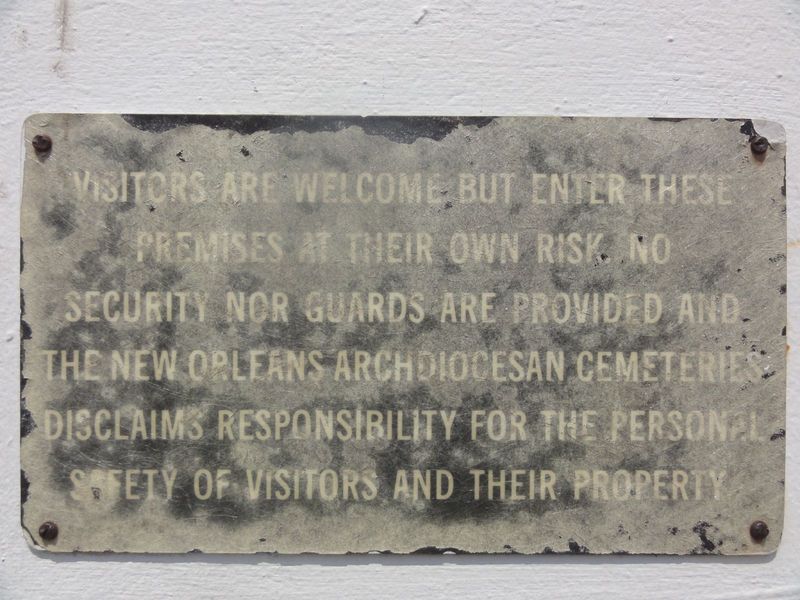 VISITORS ARE WELCOME BUT ENTER THESE
PREMISES AT THEIR OWN RISK. NO
SECURITY NOR GUARDS ARE PROVIDED AND
THE NEW ORLEANS ARCHDIOCESAN CEMETERIES
DISCLAIMS RESPONSIBILITY FOR THE PERSONAL
SAFETY OF VISITORS AND THEIR PROPERTY